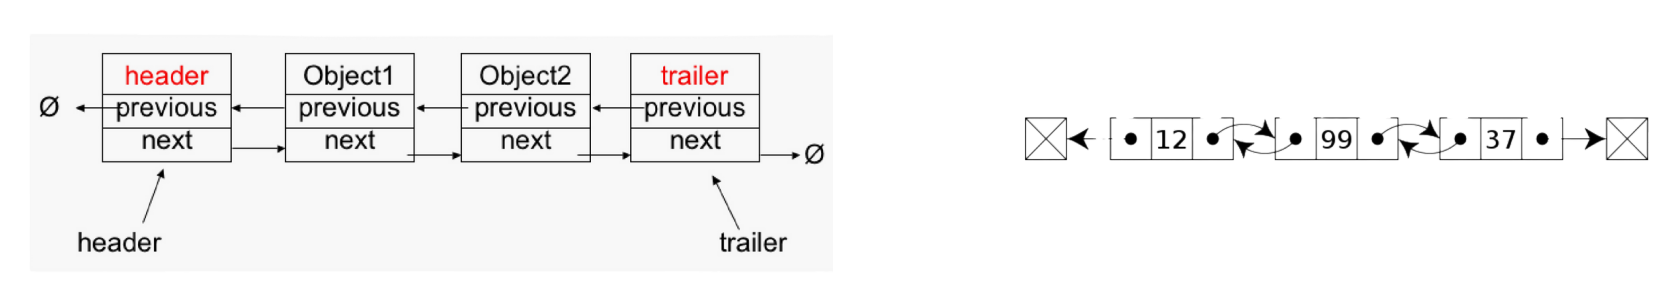 header Object1 Object2 trailer
Ø previous previous previous previous
next next next next Ø
header trailer
12 99 37